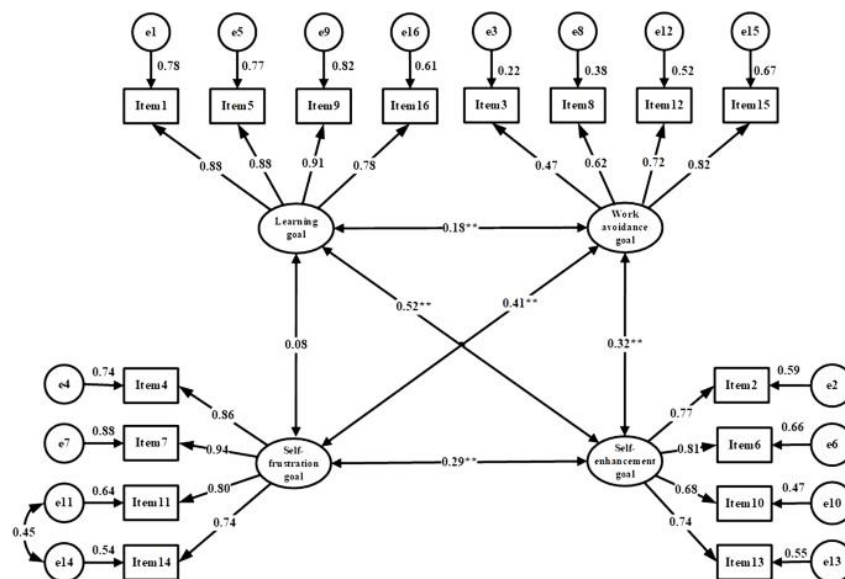 e1 e5 e9 e16 e3 e8 e12 e15
0.78 0.77 0.82 0.61 0.22 0.38 0.52 0.67
Item1 Item5 Item9 Item16 Item3 Item8 Item12 Item15
0.88 0.88 0.91 0.78 0.47 0.62 0.72 0.82
Learning
goal
Work
avoidance
goal
0.18**
0.52** 0.41**
0.08 0.32**
e4 0.74 Item4
0.86
e7 0.88 Item7
0.94
e11 0.64 Item11
0.80
0.45
e14 0.54 Item14
0.74
Self-
frustration
goal
0.29**
Self-
enhancement
goal
0.77
Item2 0.59 e2
0.81
Item6 0.66 e6
0.68
Item10 0.47 e10
0.74
Item13 0.55 e13